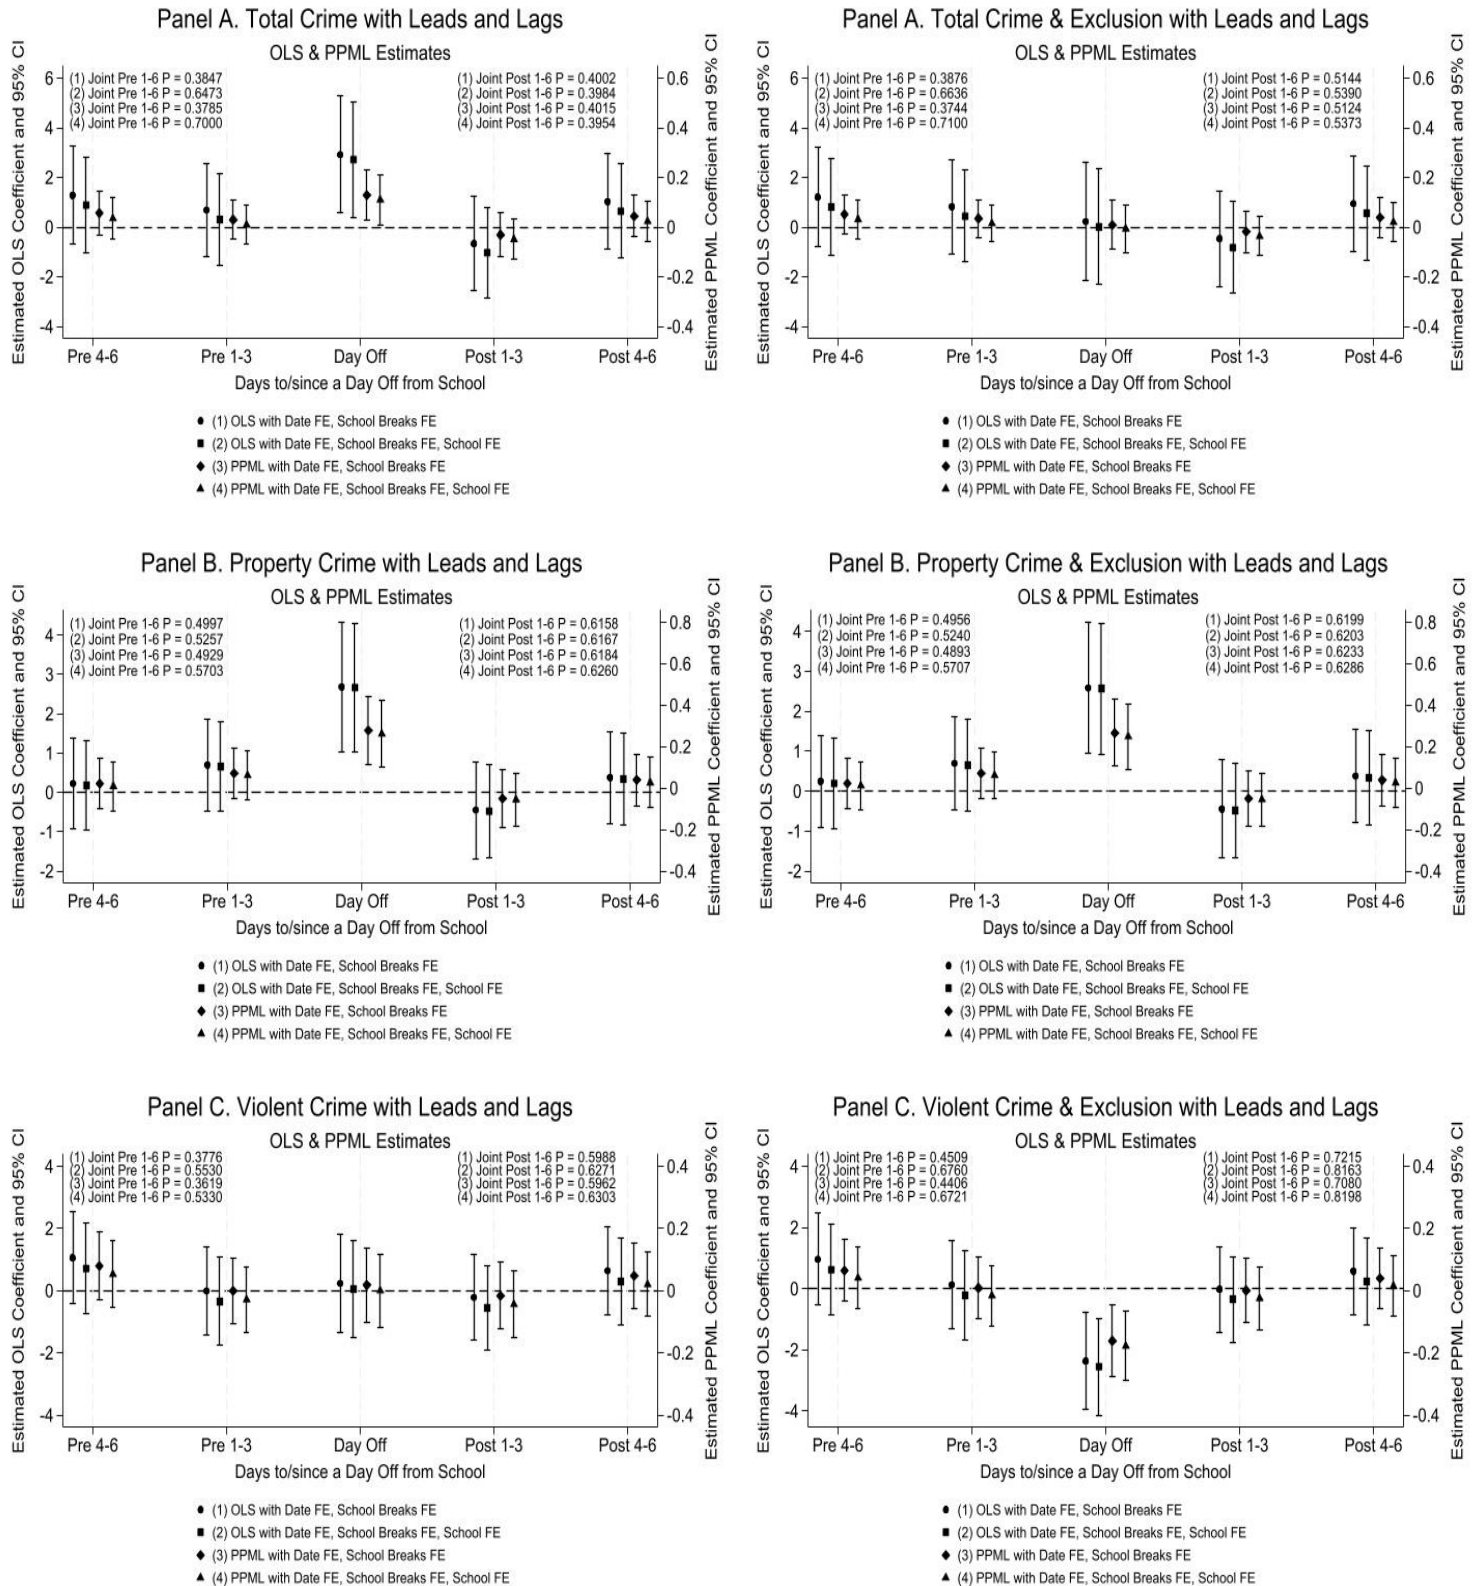 Panel A. Total Crime with Leads and Lags
OLS & PPML Estimates
Estimated OLS Coefficient and 95% CI
Estimated PPML Coefficient and 95% CI
(1) Joint Pre 1-6 P = 0.3847
(2) Joint Pre 1-6 P = 0.6473
(3) Joint Pre 1-6 P = 0.3785
(4) Joint Pre 1-6 P = 0.7000
(1) Joint Post 1-6 P = 0.4002
(2) Joint Post 1-6 P = 0.3984
(3) Joint Post 1-6 P = 0.4015
(4) Joint Post 1-6 P = 0.3954
6
4
2
0
-2
-4
0.6
0.4
0.2
0
-0.2
-0.4
Pre 4-6 Pre 1-3 Day Off Post 1-3 Post 4-6
Days to/since a Day Off from School
(1) OLS with Date FE, School Breaks FE
(2) OLS with Date FE, School Breaks FE, School FE
(3) PPML with Date FE, School Breaks FE
(4) PPML with Date FE, School Breaks FE, School FE
Panel A. Total Crime & Exclusion with Leads and Lags
OLS & PPML Estimates
Estimated OLS Coefficient and 95% CI
Estimated PPML Coefficient and 95% CI
(1) Joint Pre 1-6 P = 0.3876
(2) Joint Pre 1-6 P = 0.6636
(3) Joint Pre 1-6 P = 0.3744
(4) Joint Pre 1-6 P = 0.7100
(1) Joint Post 1-6 P = 0.5144
(2) Joint Post 1-6 P = 0.5390
(3) Joint Post 1-6 P = 0.5124
(4) Joint Post 1-6 P = 0.5373
6
4
2
0
-2
-4
0.6
0.4
0.2
0
-0.2
-0.4
Pre 4-6 Pre 1-3 Day Off Post 1-3 Post 4-6
Days to/since a Day Off from School
(1) OLS with Date FE, School Breaks FE
(2) OLS with Date FE, School Breaks FE, School FE
(3) PPML with Date FE, School Breaks FE
(4) PPML with Date FE, School Breaks FE, School FE
Panel B. Property Crime with Leads and Lags
OLS & PPML Estimates
Estimated OLS Coefficient and 95% CI
Estimated PPML Coefficient and 95% CI
(1) Joint Pre 1-6 P = 0.4997
(2) Joint Pre 1-6 P = 0.5257
(3) Joint Pre 1-6 P = 0.4929
(4) Joint Pre 1-6 P = 0.5703
(1) Joint Post 1-6 P = 0.6158
(2) Joint Post 1-6 P = 0.6167
(3) Joint Post 1-6 P = 0.6184
(4) Joint Post 1-6 P = 0.6260
4
3
2
1
0
-1
-2
0.8
0.6
0.4
0.2
0
-0.2
-0.4
Pre 4-6 Pre 1-3 Day Off Post 1-3 Post 4-6
Days to/since a Day Off from School
(1) OLS with Date FE, School Breaks FE
(2) OLS with Date FE, School Breaks FE, School FE
(3) PPML with Date FE, School Breaks FE
(4) PPML with Date FE, School Breaks FE, School FE
Panel B. Property Crime & Exclusion with Leads and Lags
OLS & PPML Estimates
Estimated OLS Coefficient and 95% CI
Estimated PPML Coefficient and 95% CI
(1) Joint Pre 1-6 P = 0.4956
(2) Joint Pre 1-6 P = 0.5240
(3) Joint Pre 1-6 P = 0.4893
(4) Joint Pre 1-6 P = 0.5707
(1) Joint Post 1-6 P = 0.6199
(2) Joint Post 1-6 P = 0.6203
(3) Joint Post 1-6 P = 0.6233
(4) Joint Post 1-6 P = 0.6286
4
3
2
1
0
-1
-2
0.8
0.6
0.4
0.2
0
-0.2
-0.4
Pre 4-6 Pre 1-3 Day Off Post 1-3 Post 4-6
Days to/since a Day Off from School
(1) OLS with Date FE, School Breaks FE
(2) OLS with Date FE, School Breaks FE, School FE
(3) PPML with Date FE, School Breaks FE
(4) PPML with Date FE, School Breaks FE, School FE
Panel C. Violent Crime with Leads and Lags
OLS & PPML Estimates
Estimated OLS Coefficient and 95% CI
Estimated PPML Coefficient and 95% CI
(1) Joint Pre 1-6 P = 0.3776
(2) Joint Pre 1-6 P = 0.5530
(3) Joint Pre 1-6 P = 0.3619
(4) Joint Pre 1-6 P = 0.5330
(1) Joint Post 1-6 P = 0.5988
(2) Joint Post 1-6 P = 0.6271
(3) Joint Post 1-6 P = 0.5962
(4) Joint Post 1-6 P = 0.6303
4
2
0
-2
-4
0.4
0.2
0
-0.2
-0.4
Pre 4-6 Pre 1-3 Day Off Post 1-3 Post 4-6
Days to/since a Day Off from School
(1) OLS with Date FE, School Breaks FE
(2) OLS with Date FE, School Breaks FE, School FE
(3) PPML with Date FE, School Breaks FE
(4) PPML with Date FE, School Breaks FE, School FE
Panel C. Violent Crime & Exclusion with Leads and Lags
OLS & PPML Estimates
Estimated OLS Coefficient and 95% CI
Estimated PPML Coefficient and 95% CI
(1) Joint Pre 1-6 P = 0.4509
(2) Joint Pre 1-6 P = 0.6760
(3) Joint Pre 1-6 P = 0.4406
(4) Joint Pre 1-6 P = 0.6721
(1) Joint Post 1-6 P = 0.7215
(2) Joint Post 1-6 P = 0.8163
(3) Joint Post 1-6 P = 0.7080
(4) Joint Post 1-6 P = 0.8198
4
2
0
-2
-4
0.4
0.2
0
-0.2
-0.4
Pre 4-6 Pre 1-3 Day Off Post 1-3 Post 4-6
Days to/since a Day Off from School
(1) OLS with Date FE, School Breaks FE
(2) OLS with Date FE, School Breaks FE, School FE
(3) PPML with Date FE, School Breaks FE
(4) PPML with Date FE, School Breaks FE, School FE